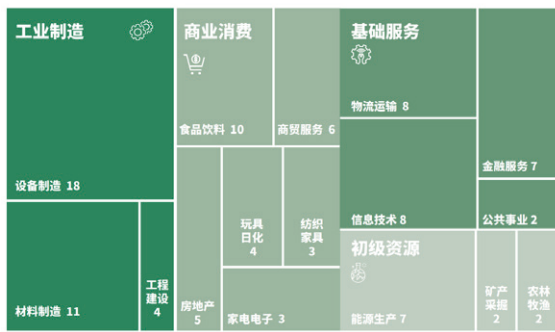 工业制造
设备制造 18
材料制造 11
工程
建设
4
商业消费
食品饮料 10
商贸服务 6
房地产
5
玩具
日化
4
纺织
家具
3
家电电子 3
基础服务
物流运输 8
信息技术 8
金融服务 7
公共事业 2
初级资源
能源生产 7
矿产
采掘
2
农林
牧渔
2